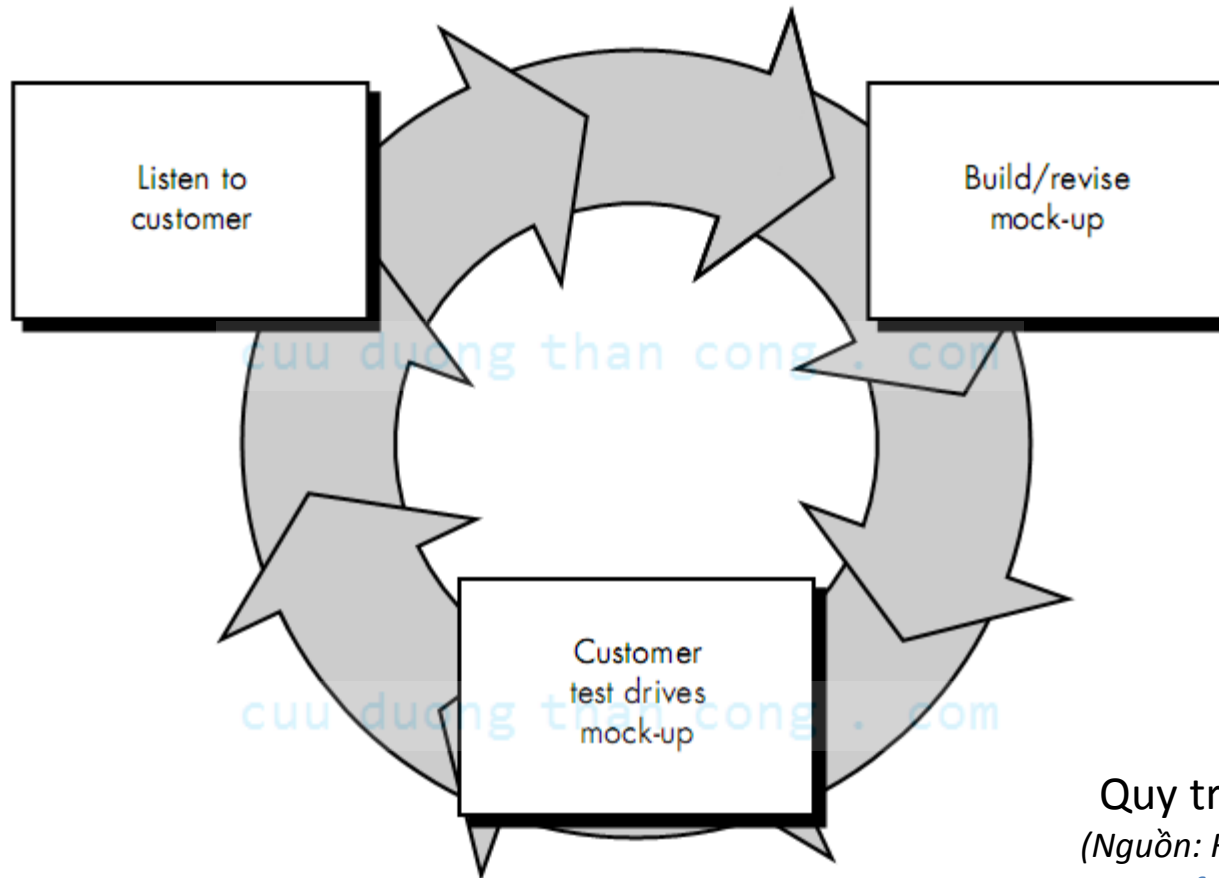 Listen to
customer
Build/revise
mock-up
cuu duong than cong . com
Customer
test drives
mock-up
cuu duong than cong . com
Quy
(Nguồn: